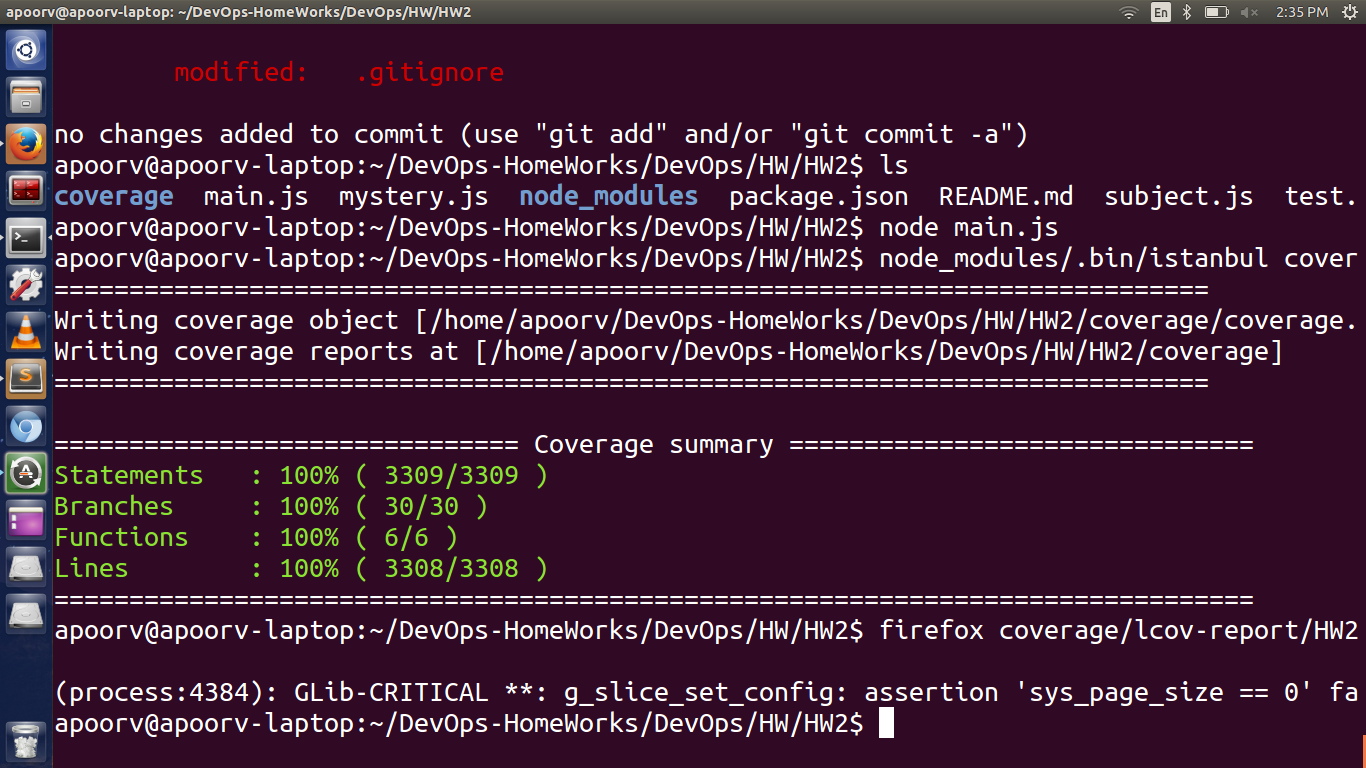 apoorv@apoorv-laptop: ~/DevOps-HomeWorks/DevOps/HW/HW2 En 2:35 PM
modified: .gitignore
no changes added to commit (use "git add" and/or "git commit -a")
apoorv@apoorv-laptop:~/DevOps-HomeWorks/DevOps/HW/HW2$ ls
coverage main.js mystery.js node_modules package.json README.md subject.js test.
apoorv@apoorv-laptop:~/DevOps-HomeWorks/DevOps/HW/HW2$ node main.js
apoorv@apoorv-laptop:~/DevOps-HomeWorks/DevOps/HW/HW2$ node_modules/.bin/istanbul cover
=============================================================================
Writing coverage object [/home/apoorv/DevOps-HomeWorks/DevOps/HW/HW2/coverage/coverage.
Writing coverage reports at [/home/apoorv/DevOps-HomeWorks/DevOps/HW/HW2/coverage]
=============================================================================
=============================== Coverage summary ===============================
Statements : 100% ( 3309/3309 )
Branches : 100% ( 30/30 )
Functions : 100% ( 6/6 )
Lines : 100% ( 3308/3308 )
================================================================================
apoorv@apoorv-laptop:~/DevOps-HomeWorks/DevOps/HW/HW2$ firefox coverage/lcov-report/HW2
(process:4384): GLib-CRITICAL **: g_slice_set_config: assertion 'sys_page_size == 0' fa
apoorv@apoorv-laptop:~/DevOps-HomeWorks/DevOps/HW/HW2$